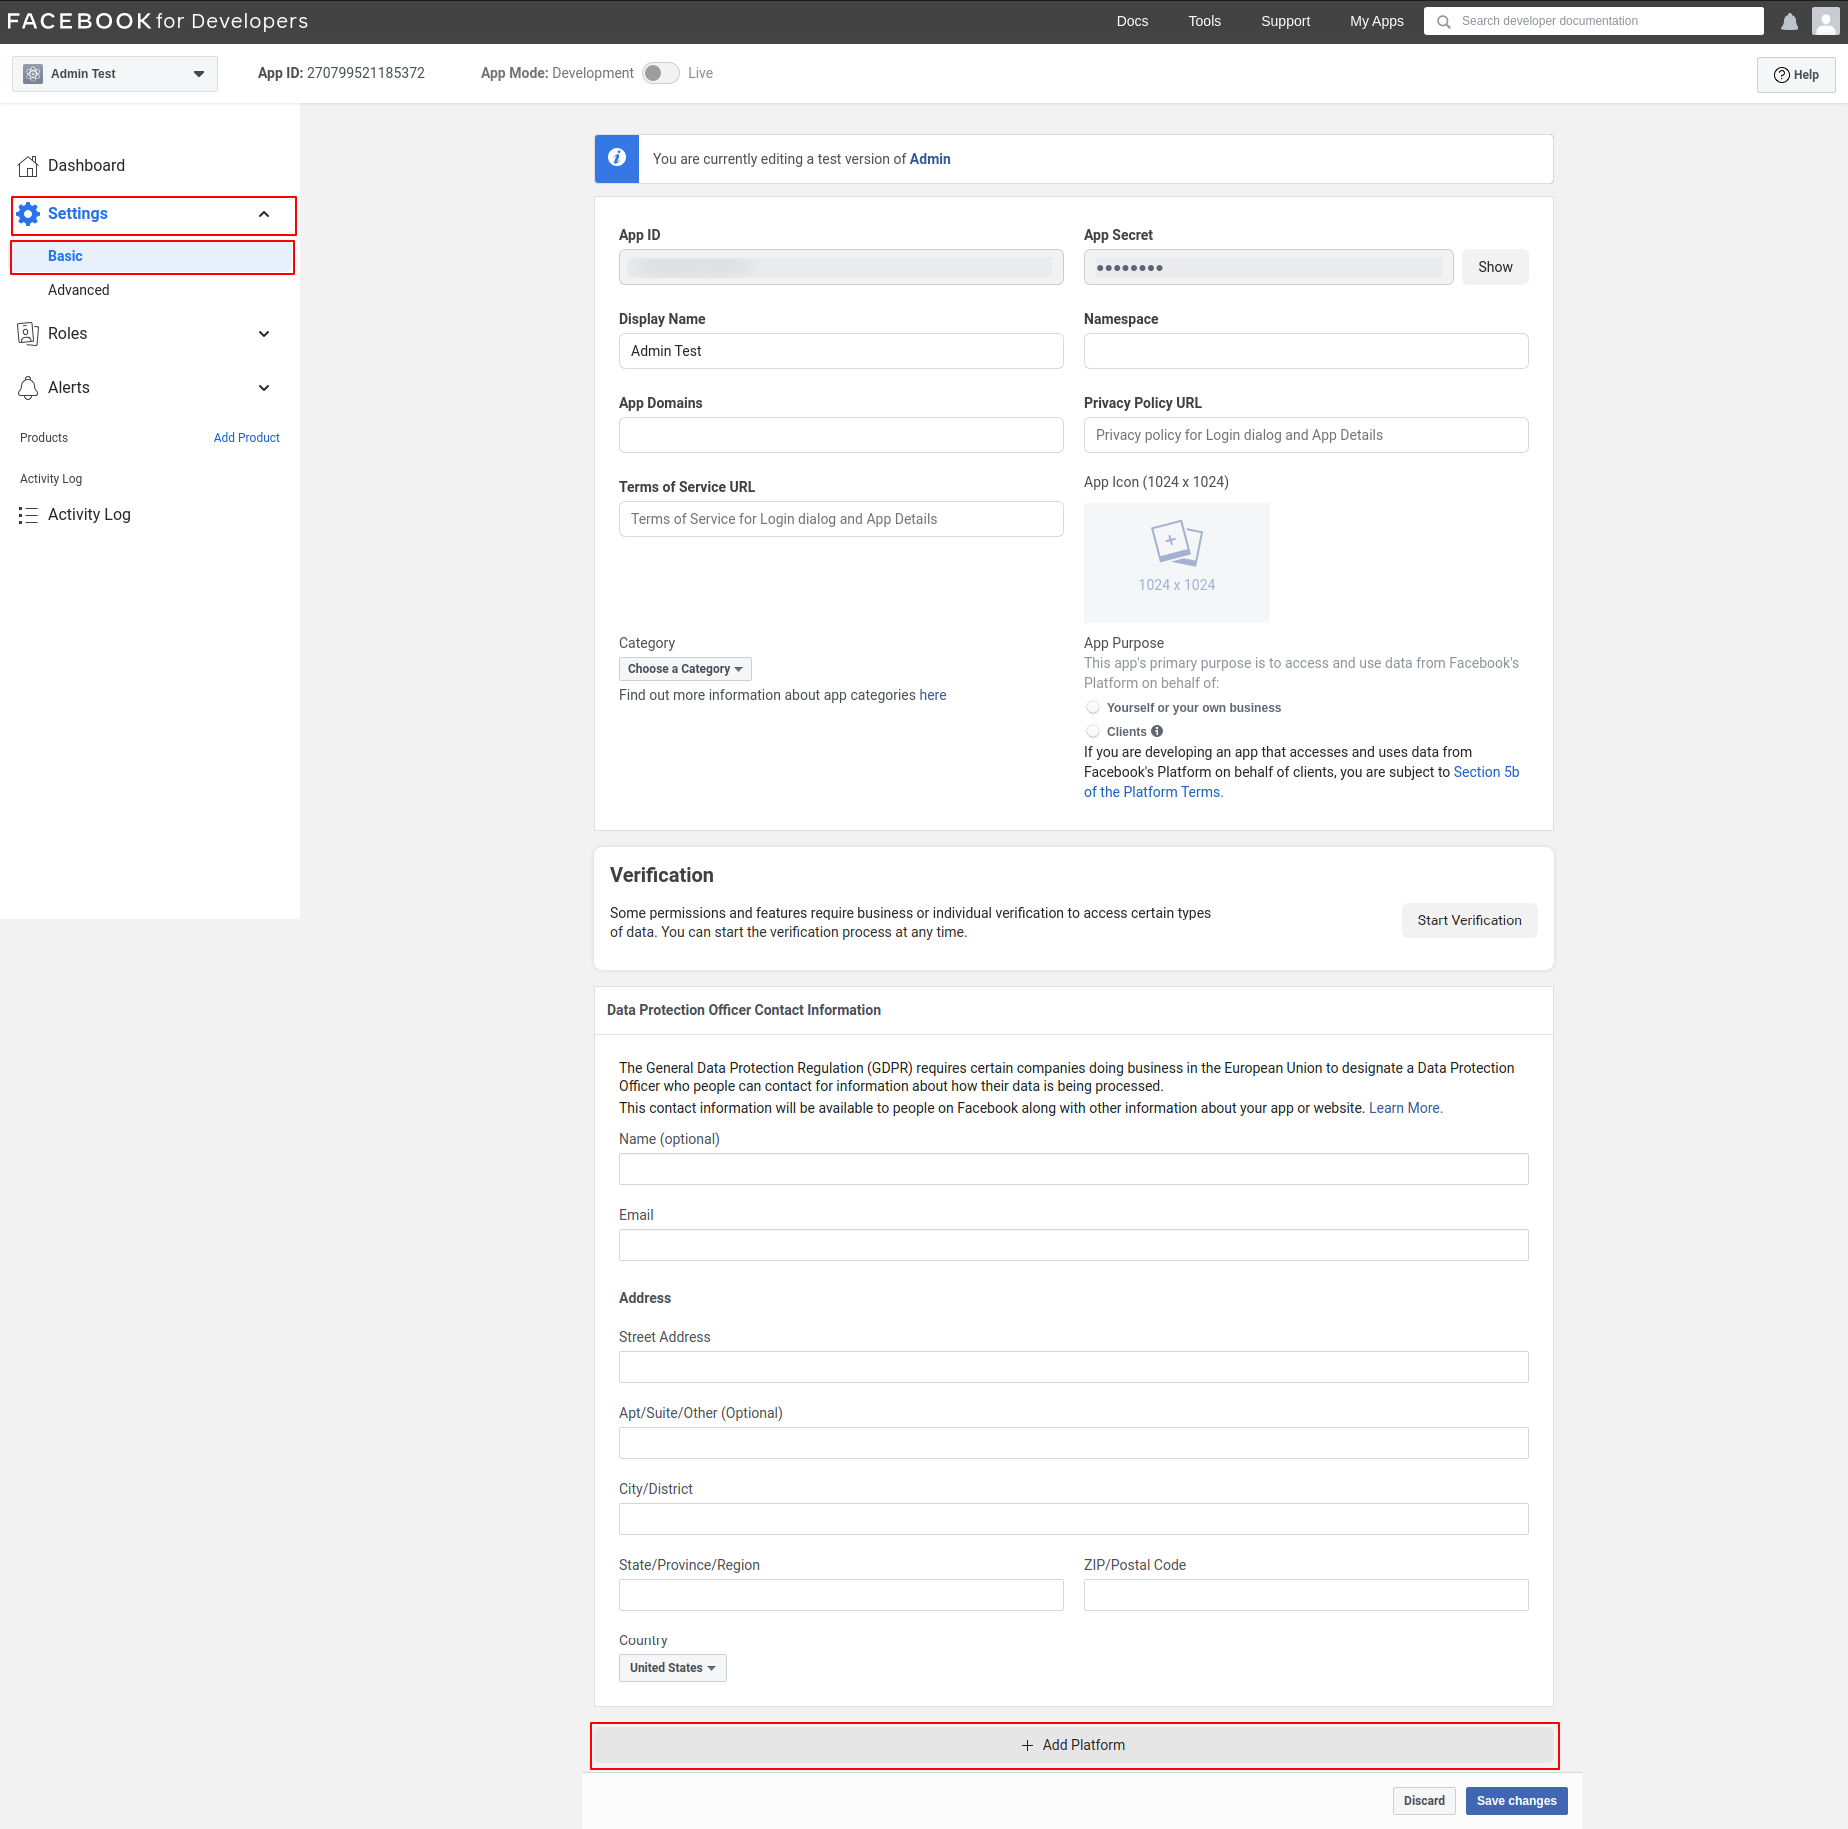 FACEBOOK for Developers
Docs
Tools
Support
My Apps
Search developer documentation
Admin Test
App ID: 270799521185372
App Mode: Development
Live
Help
Dashboard
Settings
Basic
Advanced
Roles
Alerts
Products
Add Product
Activity Log
Activity Log
You are currently editing a test version of Admin
App ID
App Secret
Show
Display Name
Namespace
Admin Test
App Domains
Privacy Policy URL
Privacy policy for Login dialog and App Details
Terms of Service URL
Terms of Service for Login dialog and App Details
App Icon (1024 x 1024)
1024 x 1024
Category
Choose a Category
Find out more information about app categories here
App Purpose
This app's primary purpose is to access and use data from Facebook's
Platform on behalf of:
Yourself or your own business
Clients
If you are developing an app that accesses and uses data from
Facebook's Platform on behalf of clients, you are subject to Section 5b
of the Platform Terms.
Verification
Some permissions and features require business or individual verification to access certain types
of data. You can start the verification process at any time.
Start Verification
Data Protection Officer Contact Information
The General Data Protection Regulation (GDPR) requires certain companies doing business in the European Union to designate a Data Protection
Officer who people can contact for information about how their data is being processed.
This contact information will be available to people on Facebook along with other information about your app or website. Learn More.
Name (optional)
Email
Address
Street Address
Apt/Suite/Other (Optional)
City/District
State/Province/Region
ZIP/Postal Code
Country
United States
+ Add Platform
Discard
Save changes